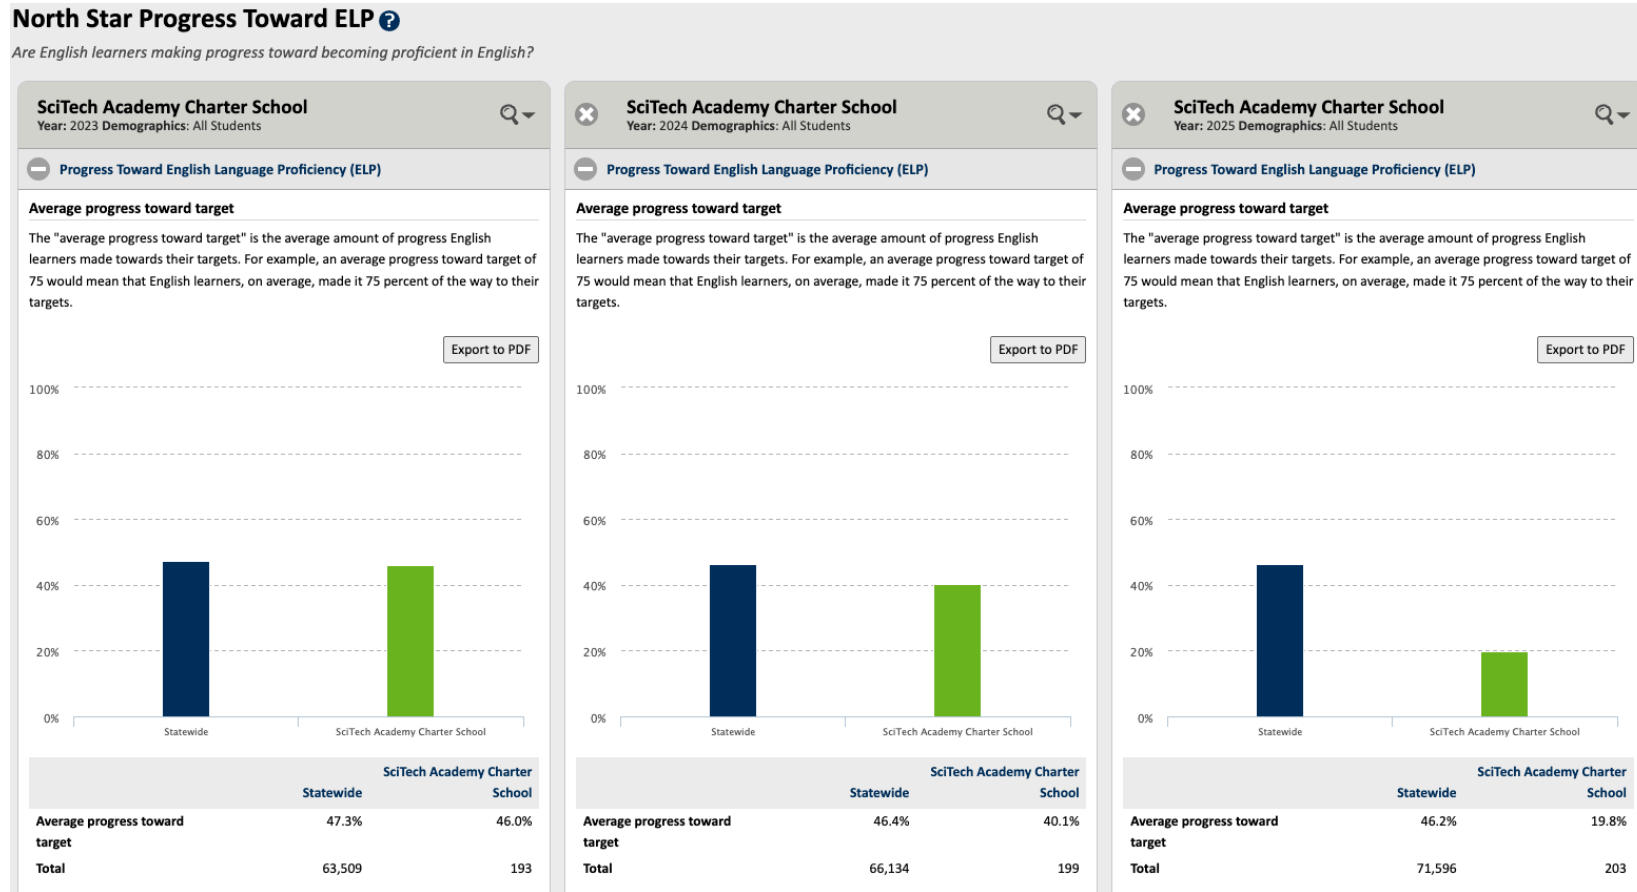 North Star Progress Toward ELP ?
Are English learners making progress toward becoming proficient in English?
SciTech Academy Charter School
Year: 2023 Demographics: All Students
Progress Toward English Language Proficiency (ELP)
Average progress toward target
The "average progress toward target" is the average amount of progress English
learners made towards their targets. For example, an average progress toward target of
75 would mean that English learners, on average, made it 75 percent of the way to their
targets.
Export to PDF
100%
80%
60%
40%
20%
0%
Statewide SciTech Academy Charter School
SciTech Academy Charter
Statewide School
Average progress toward 47.3% 46.0%
target
Total 63,509 193
SciTech Academy Charter School
Year: 2024 Demographics: All Students
Progress Toward English Language Proficiency (ELP)
Average progress toward target
The "average progress toward target" is the average amount of progress English
learners made towards their targets. For example, an average progress toward target of
75 would mean that English learners, on average, made it 75 percent of the way to their
targets.
Export to PDF
100%
80%
60%
40%
20%
0%
Statewide SciTech Academy Charter School
SciTech Academy Charter
Statewide School
Average progress toward 46.4% 40.1%
target
Total 66,134 199
SciTech Academy Charter School
Year: 2025 Demographics: All Students
Progress Toward English Language Proficiency (ELP)
Average progress toward target
The "average progress toward target" is the average amount of progress English
learners made towards their targets. For example, an average progress toward target of
75 would mean that English learners, on average, made it 75 percent of the way to their
targets.
Export to PDF
100%
80%
60%
40%
20%
0%
Statewide SciTech Academy Charter School
SciTech Academy Charter
Statewide School
Average progress toward 46.2% 19.8%
target
Total 71,596 203